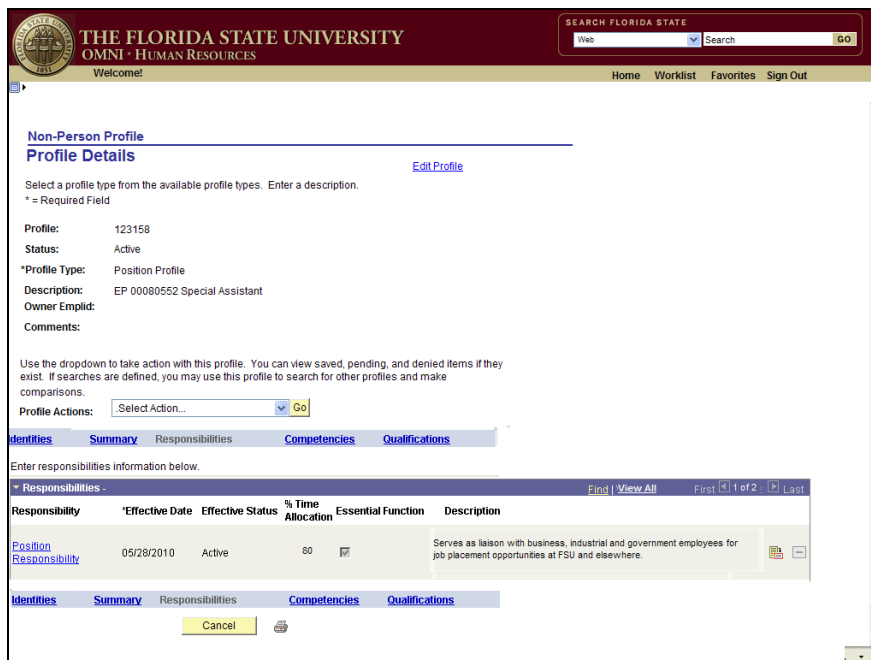 SEARCH FLORIDA STATE
THE FLORIDA STATE UNIVERSITY
OMNI · HUMAN RESOURCES
Web Search GO
1851
Welcome!
Home Worklist Favorites Sign Out
Non-Person Profile
Profile Details
Edit Profile
Select a profile type from the available profile types. Enter a description.
* = Required Field
Profile: 123158
Status: Active
*Profile Type: Position Profile
Description: EP 00080552 Special Assistant
Owner Emplid:
Comments:
Use the dropdown to take action with this profile. You can view saved, pending, and denied items if they
exist. If searches are defined, you may use this profile to search for other profiles and make
comparisons.
Profile Actions: .Select Action... Go
dentities Summary Responsibilities Competencies Qualifications
Enter responsibilities information below.
Responsibilities - Find | View All First 1 of 2 Last
Responsibility *Effective Date Effective Status % Time Allocation Essential Function Description
Position Responsibility 05/28/2010 Active 80 Serves as liaison with business, industrial and government employees for
job placement opportunities at FSU and elsewhere.
Identities Summary Responsibilities Competencies Qualifications
Cancel